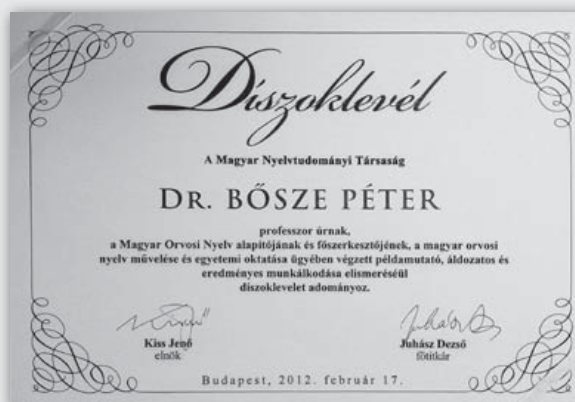 Díszoklevél
A Magyar Nyelvtudományi Társaság
DR. BŐSZE PÉTER
professzor úrnak,
a Magyar Orvosi Nyelv alapítójának és főszerkesztőjének, a magyar orvosi
nyelv művelése és egyetemi oktatása ügyében végzett példamutató, áldozatos és
eredményes munkálkodása elismeréséül
díszoklevelet adományoz.
Kiss Jenő
elnök
Juhász Dezső
főtitkár
Budapest, 2012. február 17.